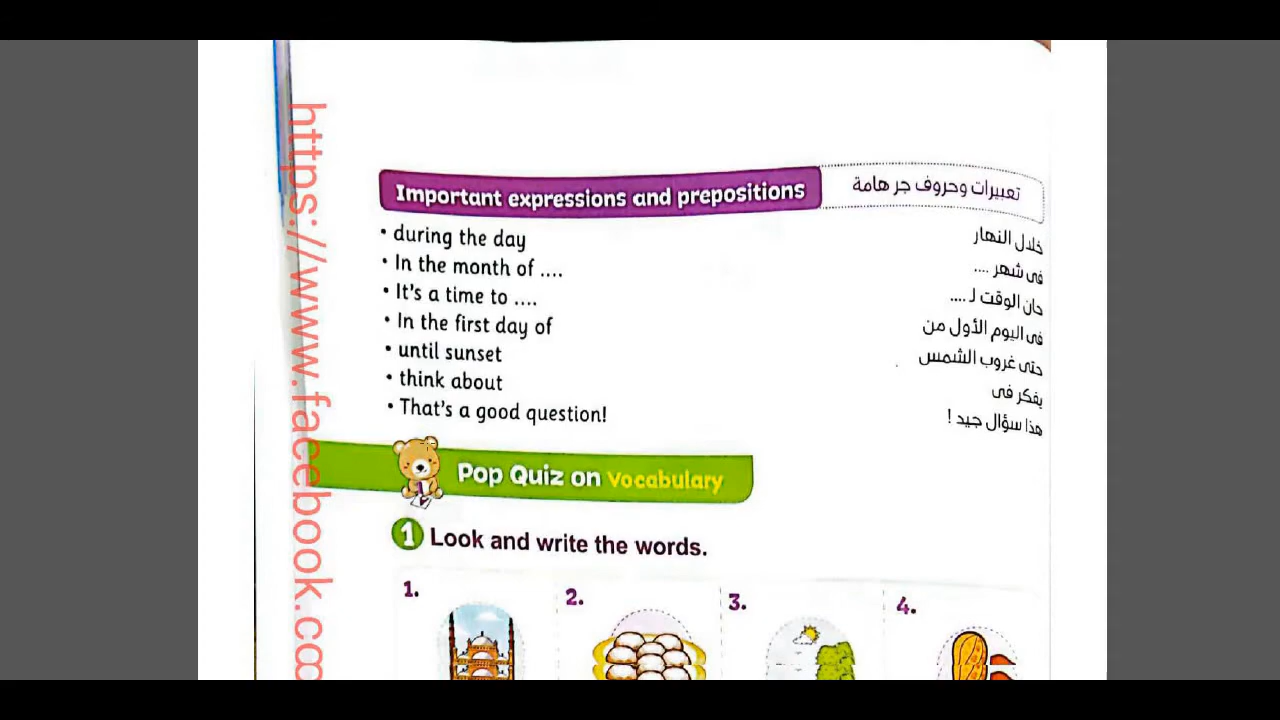 Important expressions and prepositions
تعبيرات وحروف جر هامة
• during the day
خلال النهار
• In the month of ....
فى شهر ....
• It's a time to ....
حان الوقت لـ ....
• In the first day of
فى اليوم الأول من
• until sunset
حتى غروب الشمس
• think about
يفكر فى
• That's a good question!
هذا سؤال جيد !
Pop Quiz on Vocabulary
1 Look and write the words.
1.
2.
3.
4.
https://www.facebook.co